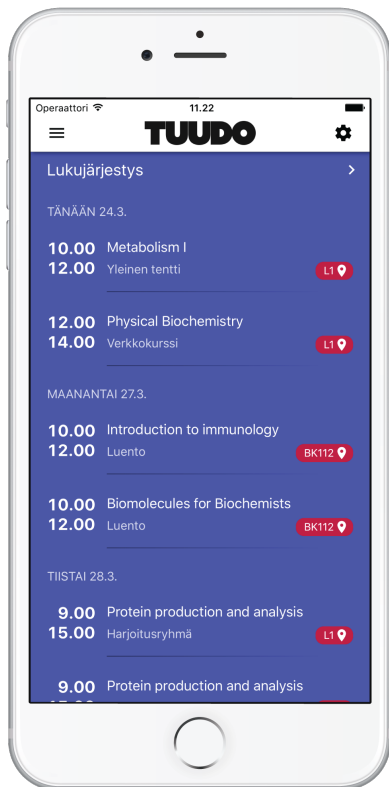 Operaattori 11.22
TUUDO
Lukujärjestys
TÄNÄÄN 24.3.
10.00 Metabolism I
12.00 Yleinen tentti L1
12.00 Physical Biochemistry
14.00 Verkkokurssi L1
MAANANTAI 27.3.
10.00 Introduction to immunology
12.00 Luento BK112
10.00 Biomolecules for Biochemists
12.00 Luento BK112
TIISTAI 28.3.
9.00 Protein production and analysis
15.00 Harjoitusryhmä L1
9.00 Protein production and analysis